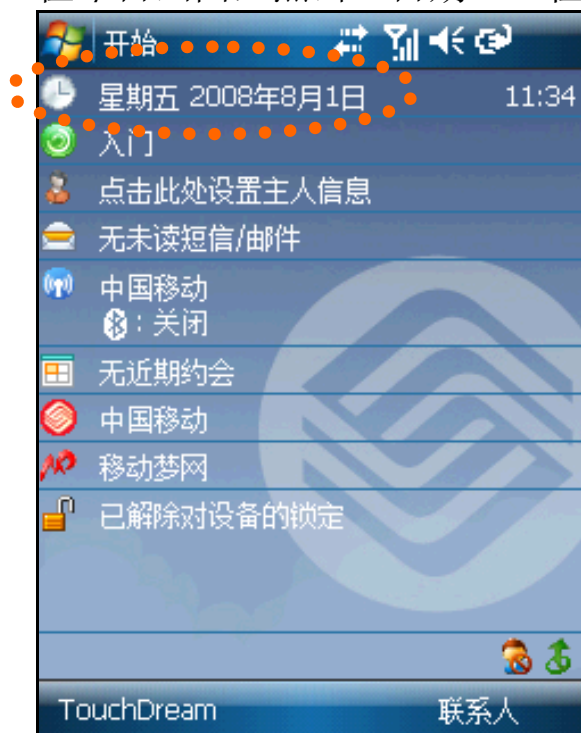 开始
星期五 2008年8月1日 11:34
入门
点击此处设置主人信息
无未读短信/邮件
中国移动
：关闭
无近期约会
中国移动
移动梦网
已解除对设备的锁定
TouchDream 联系人